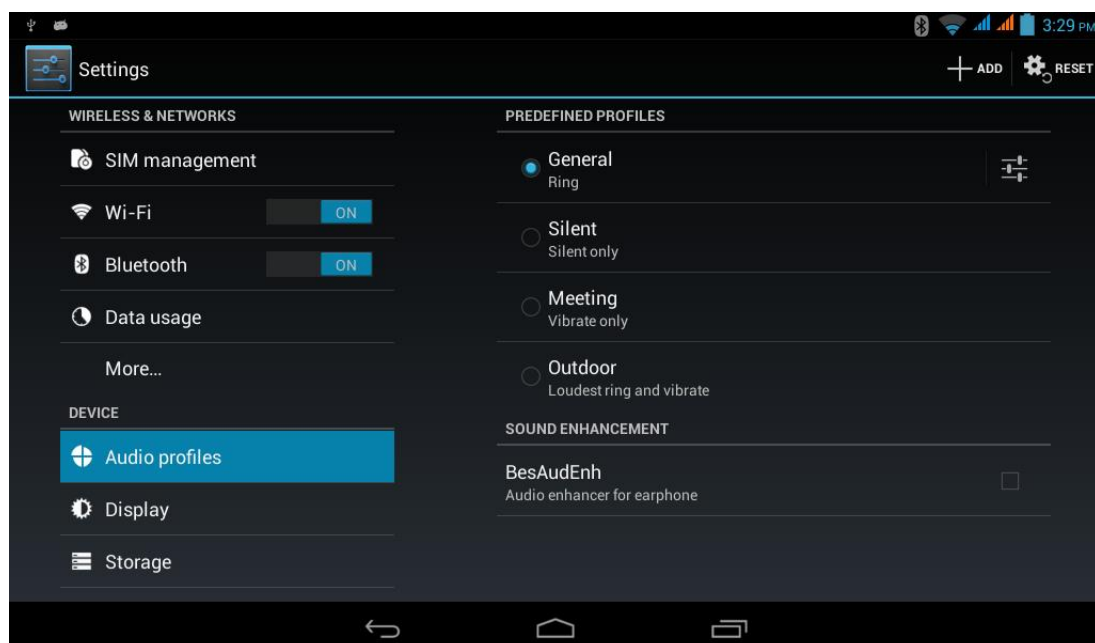 3:29 PM
Settings
ADD
RESET
WIRELESS & NETWORKS
SIM management
Wi-Fi
ON
Bluetooth
ON
Data usage
More...
DEVICE
Audio profiles
Display
Storage
PREDEFINED PROFILES
General
Ring
Silent
Silent only
Meeting
Vibrate only
Outdoor
Loudest ring and vibrate
SOUND ENHANCEMENT
BesAudEnh
Audio enhancer for earphone